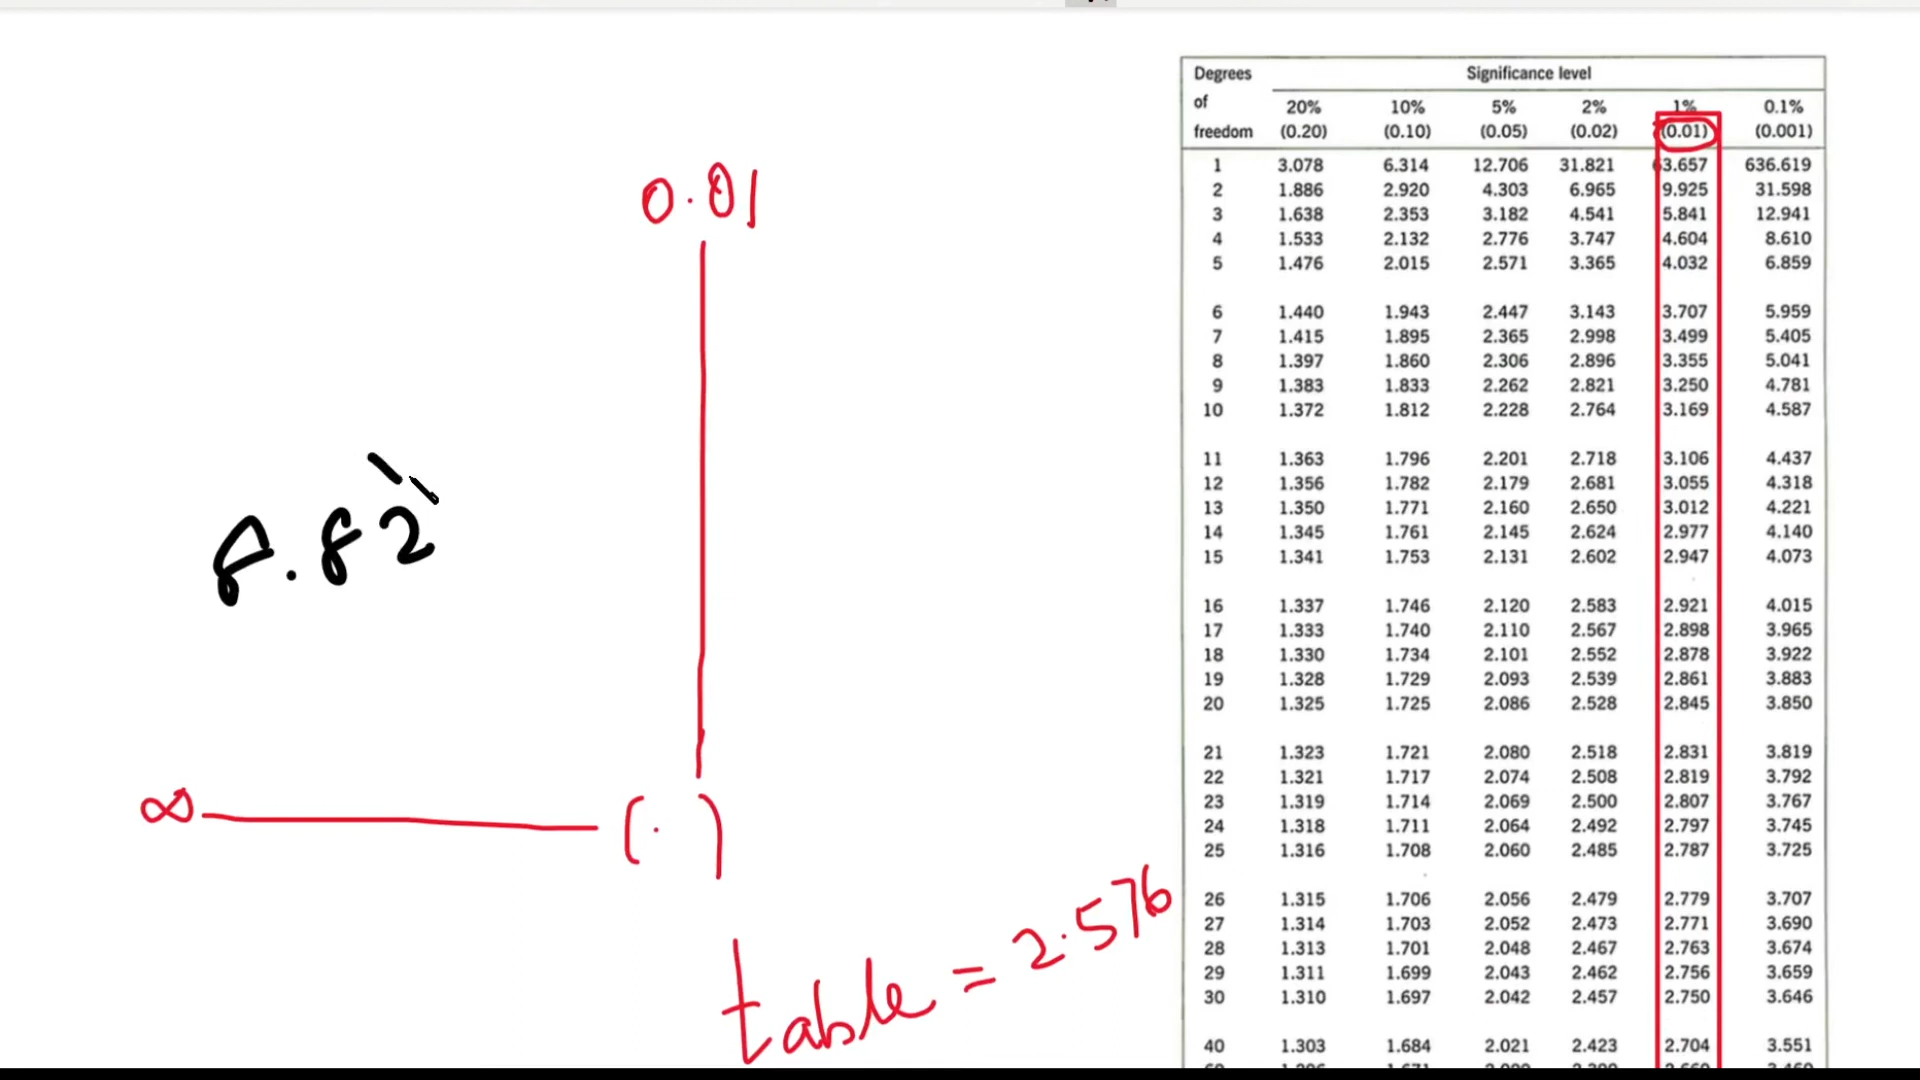 0.01
8.82
∞ ( . )
table = 2.576
Degrees of freedom Significance level
20% 10% 5% 2% 1% 0.1%
(0.20) (0.10) (0.05) (0.02) (0.01) (0.001)
1 3.078 6.314 12.706 31.821 63.657 636.619
2 1.886 2.920 4.303 6.965 9.925 31.598
3 1.638 2.353 3.182 4.541 5.841 12.941
4 1.533 2.132 2.776 3.747 4.604 8.610
5 1.476 2.015 2.571 3.365 4.032 6.859
6 1.440 1.943 2.447 3.143 3.707 5.959
7 1.415 1.895 2.365 2.998 3.499 5.405
8 1.397 1.860 2.306 2.896 3.355 5.041
9 1.383 1.833 2.262 2.821 3.250 4.781
10 1.372 1.812 2.228 2.764 3.169 4.587
11 1.363 1.796 2.201 2.718 3.106 4.437
12 1.356 1.782 2.179 2.681 3.055 4.318
13 1.350 1.771 2.160 2.650 3.012 4.221
14 1.345 1.761 2.145 2.624 2.977 4.140
15 1.341 1.753 2.131 2.602 2.947 4.073
16 1.337 1.746 2.120 2.583 2.921 4.015
17 1.333 1.740 2.110 2.567 2.898 3.965
18 1.330 1.734 2.101 2.552 2.878 3.922
19 1.328 1.729 2.093 2.539 2.861 3.883
20 1.325 1.725 2.086 2.528 2.845 3.850
21 1.323 1.721 2.080 2.518 2.831 3.819
22 1.321 1.717 2.074 2.508 2.819 3.792
23 1.319 1.714 2.069 2.500 2.807 3.767
24 1.318 1.711 2.064 2.492 2.797 3.745
25 1.316 1.708 2.060 2.485 2.787 3.725
26 1.315 1.706 2.056 2.479 2.779 3.707
27 1.314 1.703 2.052 2.473 2.771 3.690
28 1.313 1.701 2.048 2.467 2.763 3.674
29 1.311 1.699 2.043 2.462 2.756 3.659
30 1.310 1.697 2.042 2.457 2.750 3.646
40 1.303 1.684 2.021 2.423 2.704 3.551